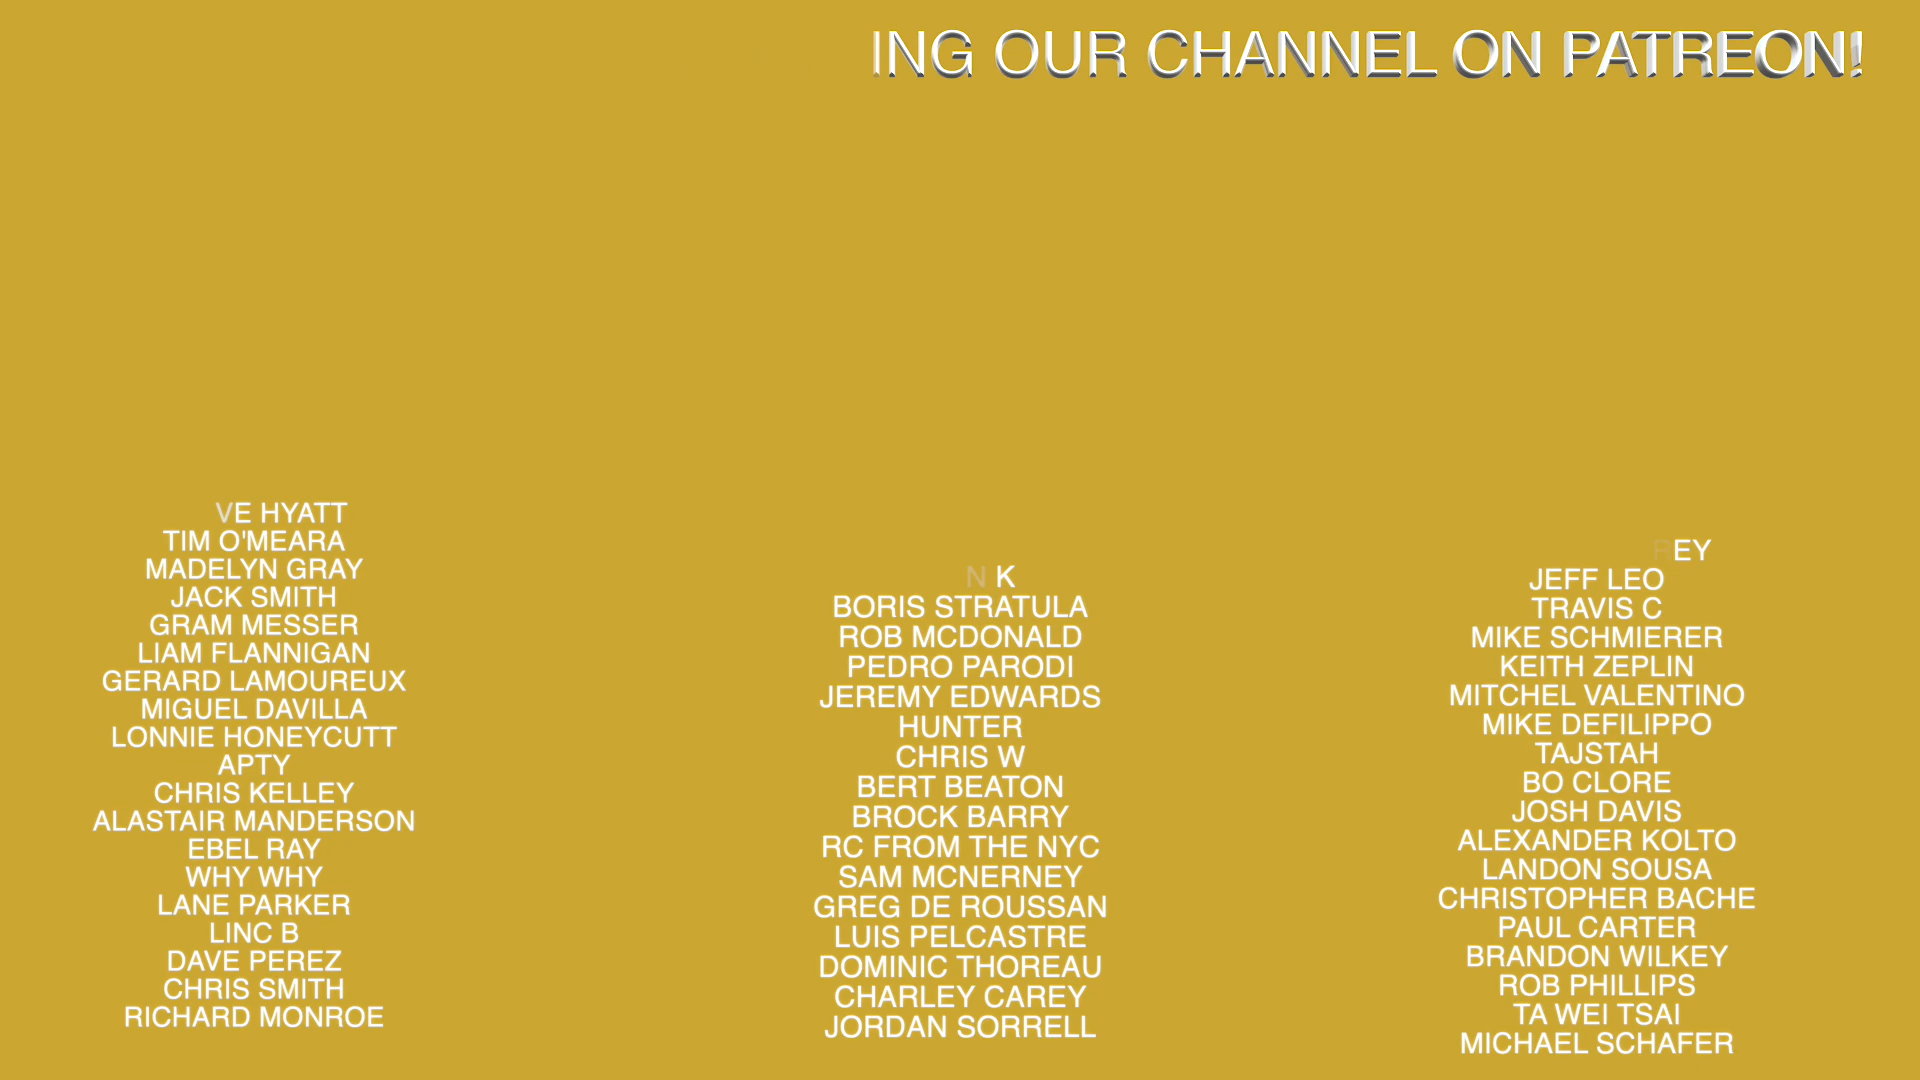 ING OUR CHANNEL ON PATREON!
VE HYATT
TIM O'MEARA
MADELYN GRAY
JACK SMITH
GRAM MESSER
LIAM FLANNIGAN
GERARD LAMOUREUX
MIGUEL DAVILLA
LONNIE HONEYCUTT
APTY
CHRIS KELLEY
ALASTAIR MANDERSON
EBEL RAY
WHY WHY
LANE PARKER
LINC B
DAVE PEREZ
CHRIS SMITH
RICHARD MONROE
N K
BORIS STRATULA
ROB MCDONALD
PEDRO PARODI
JEREMY EDWARDS
HUNTER
CHRIS W
BERT BEATON
BROCK BARRY
RC FROM THE NYC
SAM MCNERNEY
GREG DE ROUSSAN
LUIS PELCASTRE
DOMINIC THOREAU
CHARLEY CAREY
JORDAN SORRELL
REY
JEFF LEO
TRAVIS C
MIKE SCHMIERER
KEITH ZEPLIN
MITCHEL VALENTINO
MIKE DEFILIPPO
TAJSTAH
BO CLORE
JOSH DAVIS
ALEXANDER KOLTO
LANDON SOUSA
CHRISTOPHER BACHE
PAUL CARTER
BRANDON WILKEY
ROB PHILLIPS
TA WEI TSAI
MICHAEL SCHAFER